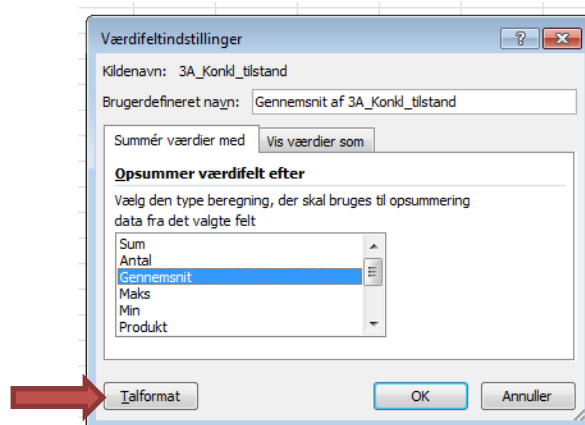 Værdifeltindstillinger
Kildenavn: 3A_Konkl_tilstand
Brugerdefineret navn: Gennemsnit af 3A_Konkl_tilstand
Summér værdier med Vis værdier som
Opsummer værdifelt efter
Vælg den type beregning, der skal bruges til opsummering
data fra det valgte felt
Sum
Antal
Gennemsnit
Maks
Min
Produkt
Talformat OK Annuller